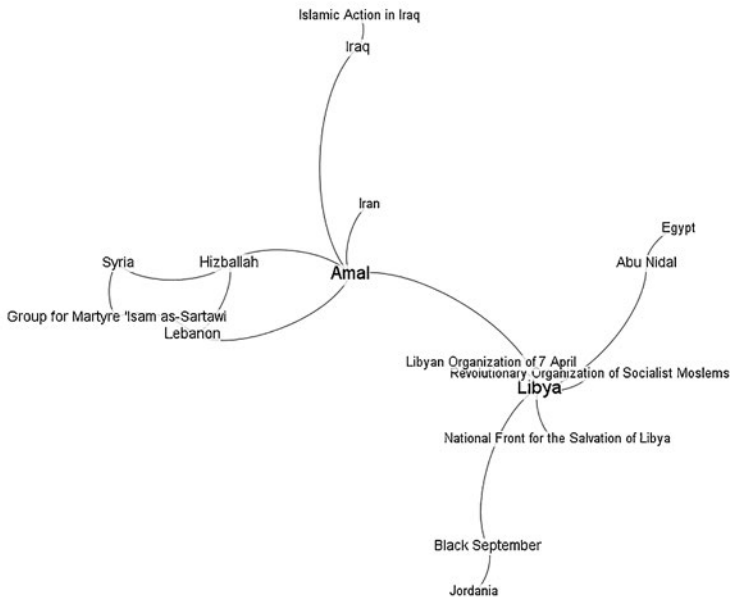 Islamic Action in Iraq
Iraq
Iran
Egypt
Syria
Hizballah
Abu Nidal
Amal
Group for Martyre 'Isam as-Sartawi
Lebanon
Libyan Organization of 7 April
Revolutionary Organization of Socialist Moslems
Libya
National Front for the Salvation of Libya
Black September
Jordania